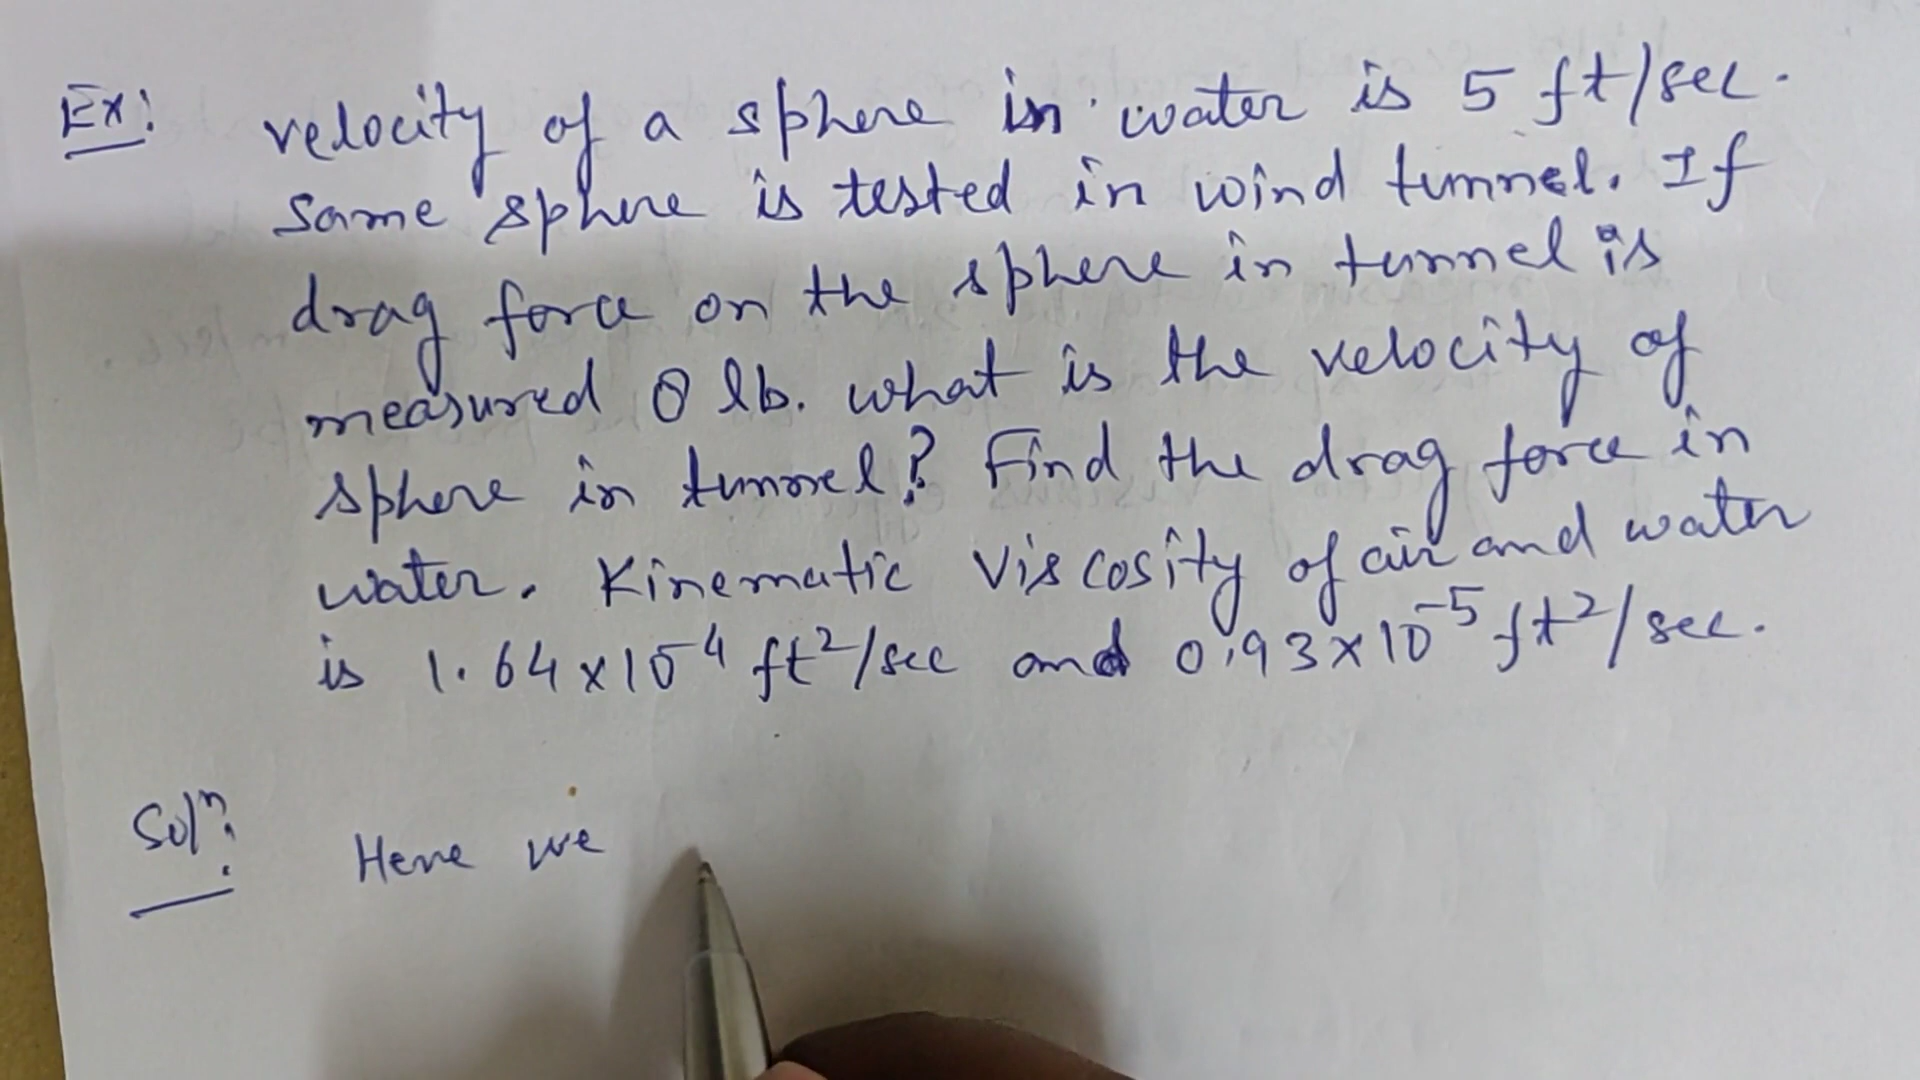 Ex: velocity of a sphere in water is 5 ft/sec.
Same sphere is tested in wind tunnel. If
drag force on the sphere in tunnel is
measured 8 lb. what is the velocity of
sphere in tunnel? Find the drag force in
water. Kinematic viscosity of air and water
is 1.64×10⁻⁴ ft²/sec and 0.93×10⁻⁵ ft²/sec.
Solⁿ: Here we